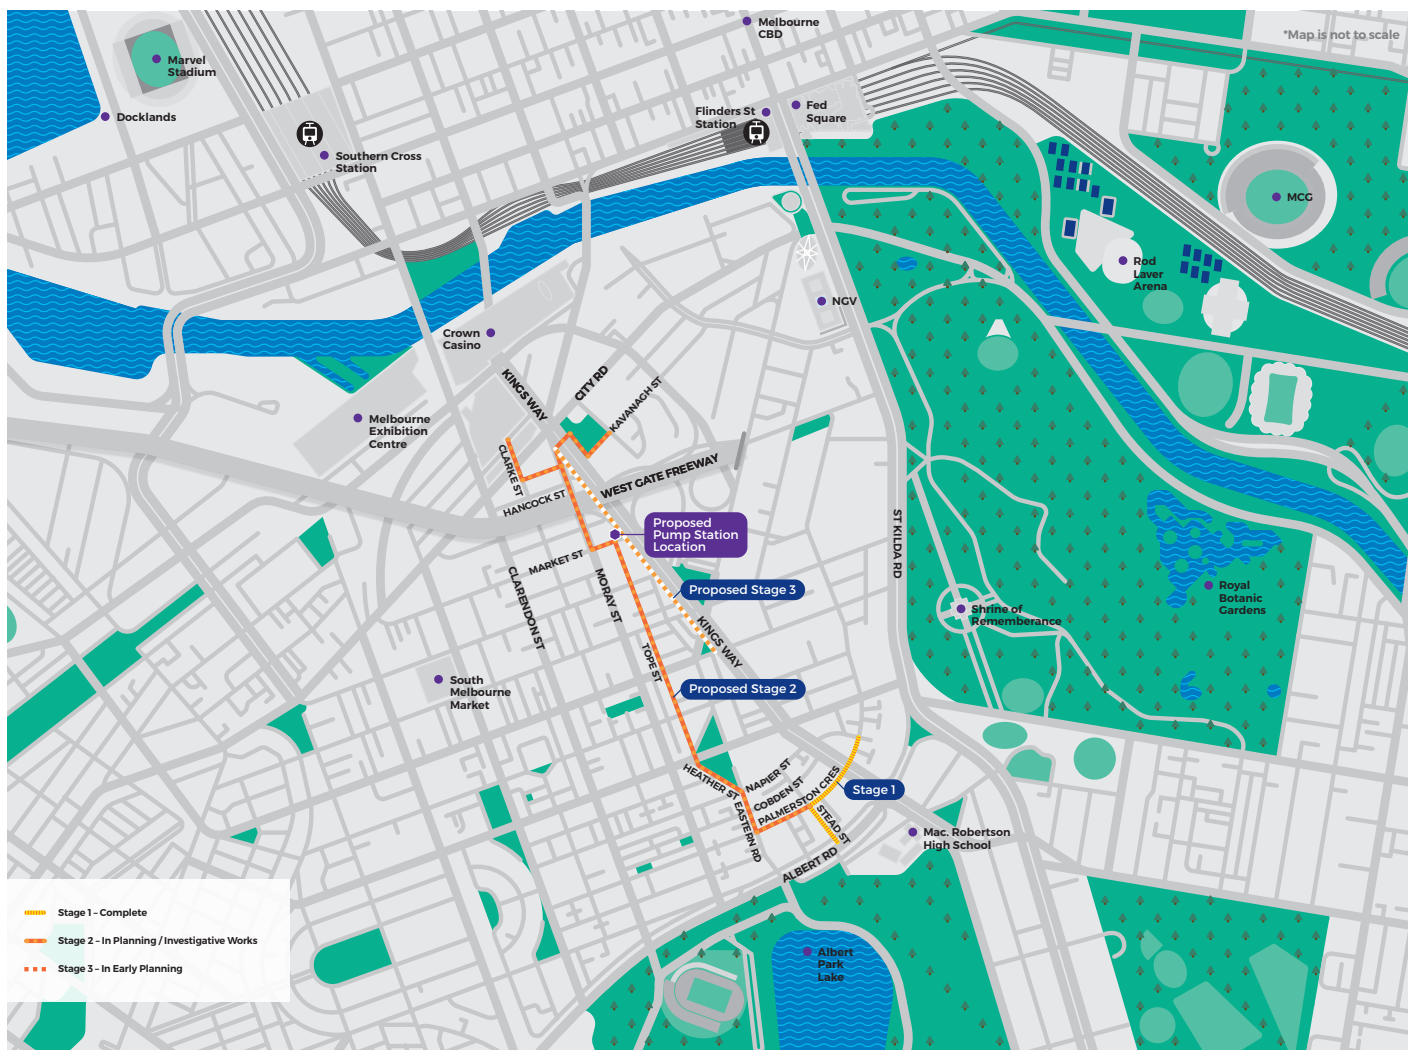 *Map is not to scale
Melbourne
CBD
Marvel
Stadium
Docklands
Flinders St
Station
Fed
Square
Southern Cross
Station
MCG
Rod
Laver
Arena
NGV
Crown
Casino
KINGS WAY
CITY RD
KAVANAGH ST
Melbourne
Exhibition
Centre
CLARKE ST
HANCOCK ST
WEST GATE FREEWAY
Proposed
Pump Station
Location
ST KILDA RD
MARKET ST
CLARENDON ST
MORAY ST
Proposed Stage 3
KINGS WAY
Royal
Botanic
Gardens
Shrine of
Rememberance
TOPE ST
South
Melbourne
Market
Proposed Stage 2
HEATHER ST
NAPIER ST
COBDEN ST
PALMERSTON CRES
Stage 1
EASTERN RD
STEAD ST
ALBERT RD
Mac. Robertson
High School
Albert
Park
Lake
Stage 1 – Complete
Stage 2 – In Planning / Investigative Works
Stage 3 – In Early Planning